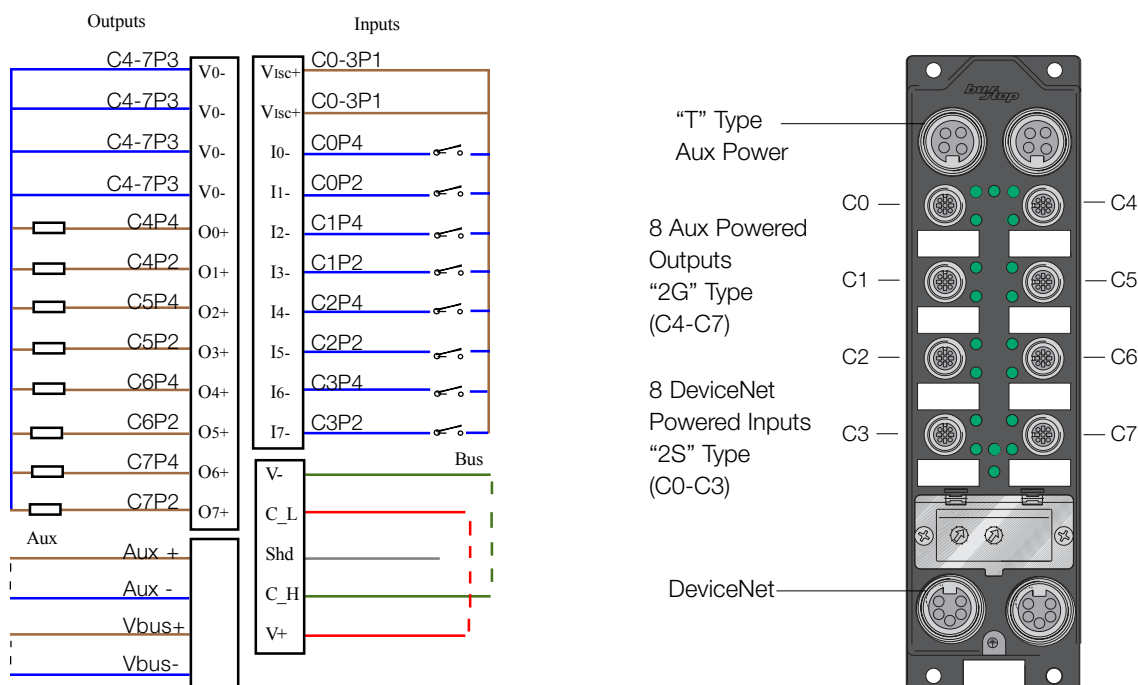 Outputs
Inputs
C4-7P3
V0-
C4-7P3
V0-
C4-7P3
V0-
C4-7P3
V0-
C4P4
O0+
C4P2
O1+
C5P4
O2+
C5P2
O3+
C6P4
O4+
C6P2
O5+
C7P4
O6+
C7P2
O7+
VIsc+
C0-3P1
VIsc+
C0-3P1
I0-
C0P4
I1-
C0P2
I2-
C1P4
I3-
C1P2
I4-
C2P4
I5-
C2P2
I6-
C3P4
I7-
C3P2
Aux
Aux +
Aux -
Vbus+
Vbus-
Bus
V-
C_L
Shd
C_H
V+
“T” Type
Aux Power
8 Aux Powered
Outputs
“2G” Type
(C4-C7)
8 DeviceNet
Powered Inputs
“2S” Type
(C0-C3)
DeviceNet
busstop
C0
C4
C1
C5
C2
C6
C3
C7